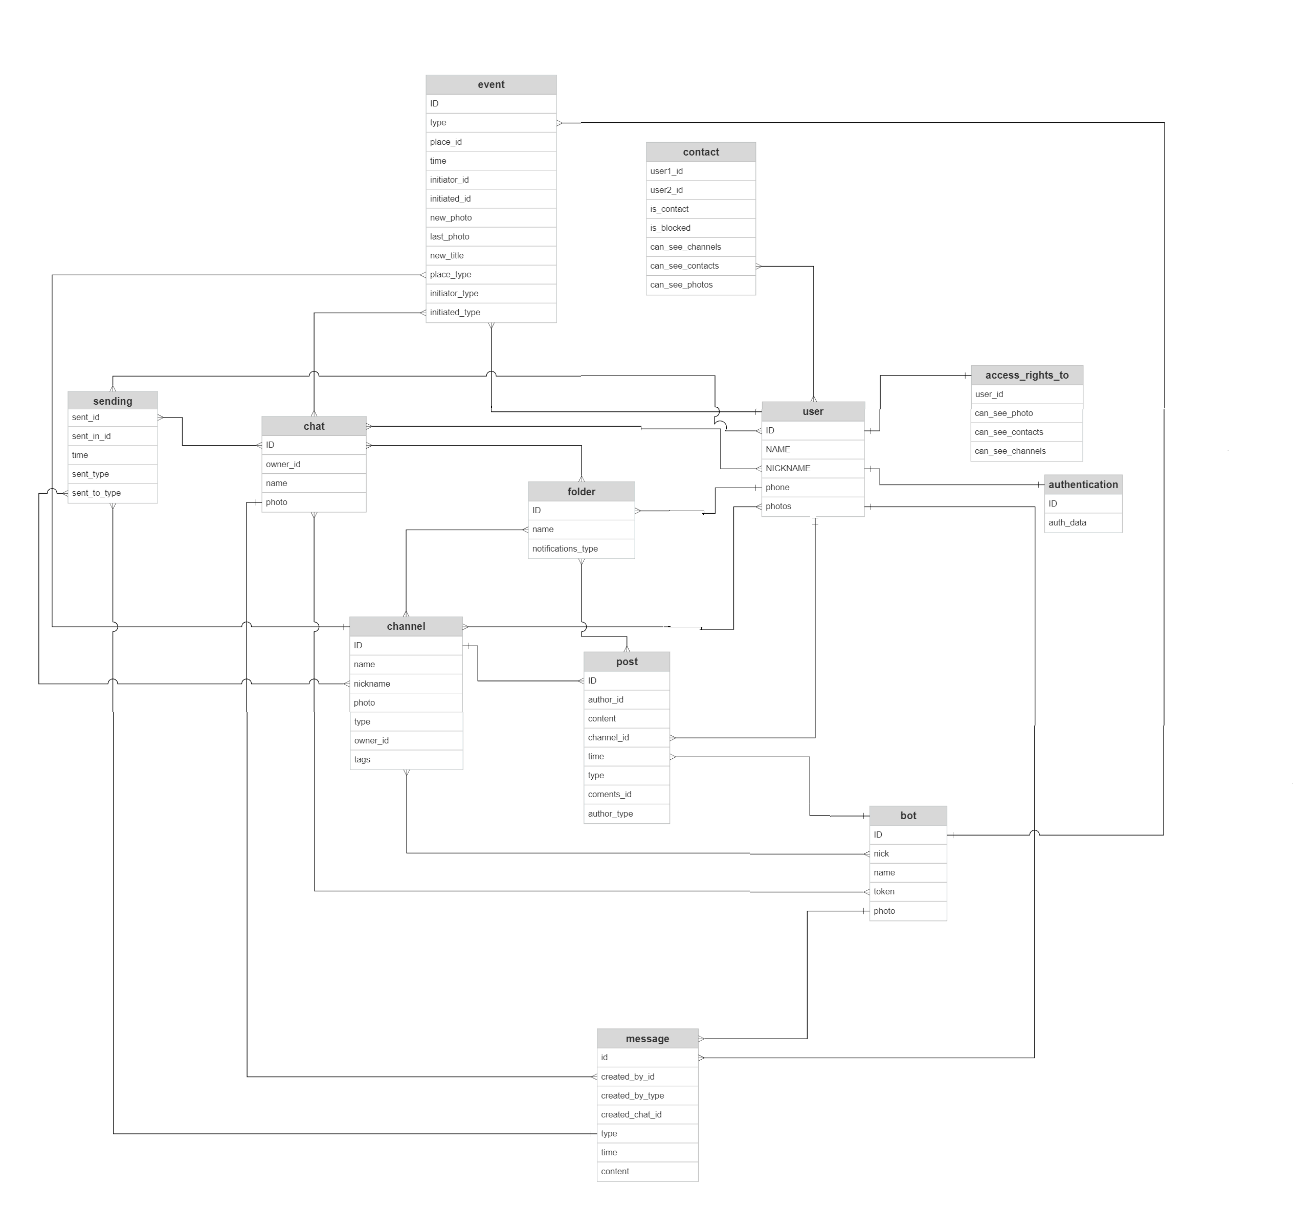 event
ID
type
place_id
time
initiator_id
initiated_id
new_photo
last_photo
new_title
place_type
initiator_type
initiated_type
contact
user1_id
user2_id
is_contact
is_blocked
can_see_channels
can_see_contacts
can_see_photos
access_rights_to
user_id
can_see_photo
can_see_contacts
can_see_channels
sending
sent_id
sent_in_id
time
sent_type
sent_to_type
chat
ID
owner_id
name
photo
user
ID
NAME
NICKNAME
phone
photos
authentication
ID
auth_data
folder
ID
name
notifications_type
channel
ID
name
nickname
photo
type
owner_id
tags
post
ID
author_id
content
channel_id
time
type
coments_id
author_type
bot
ID
nick
name
token
photo
message
id
created_by_id
created_by_type
created_chat_id
type
time
content